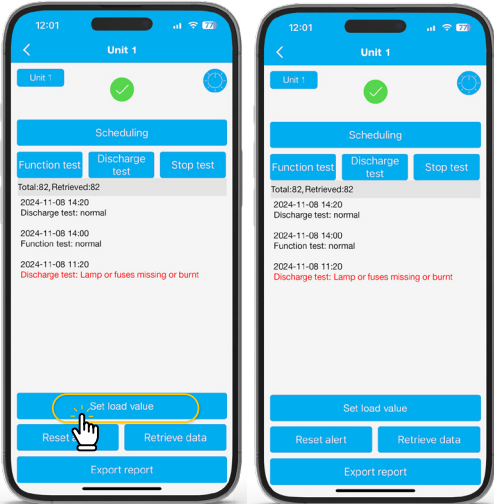 12:01
77
Unit 1
Unit 1
Scheduling
Function test
Discharge
test
Stop test
Total:82,Retrieved:82
2024-11-08 14:20
Discharge test: normal
2024-11-08 14:00
Function test: normal
2024-11-08 11:20
Discharge test: Lamp or fuses missing or burnt
Set load value
Reset
Retrieve data
Export report
12:01
77
Unit 1
Unit 1
Scheduling
Function test
Discharge
test
Stop test
Total:82,Retrieved:82
2024-11-08 14:20
Discharge test: normal
2024-11-08 14:00
Function test: normal
2024-11-08 11:20
Discharge test: Lamp or fuses missing or burnt
Set load value
Reset alert
Retrieve data
Export report